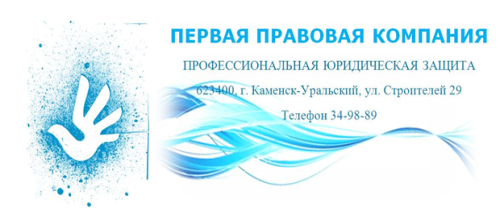 ПЕРВАЯ ПРАВОВАЯ КОМПАНИЯ
ПРОФЕССИОНАЛЬНАЯ ЮРИДИЧЕСКАЯ ЗАЩИТА
623400, г. Каменск-Уральский, ул. Строителей 29
Телефон 34-98-89